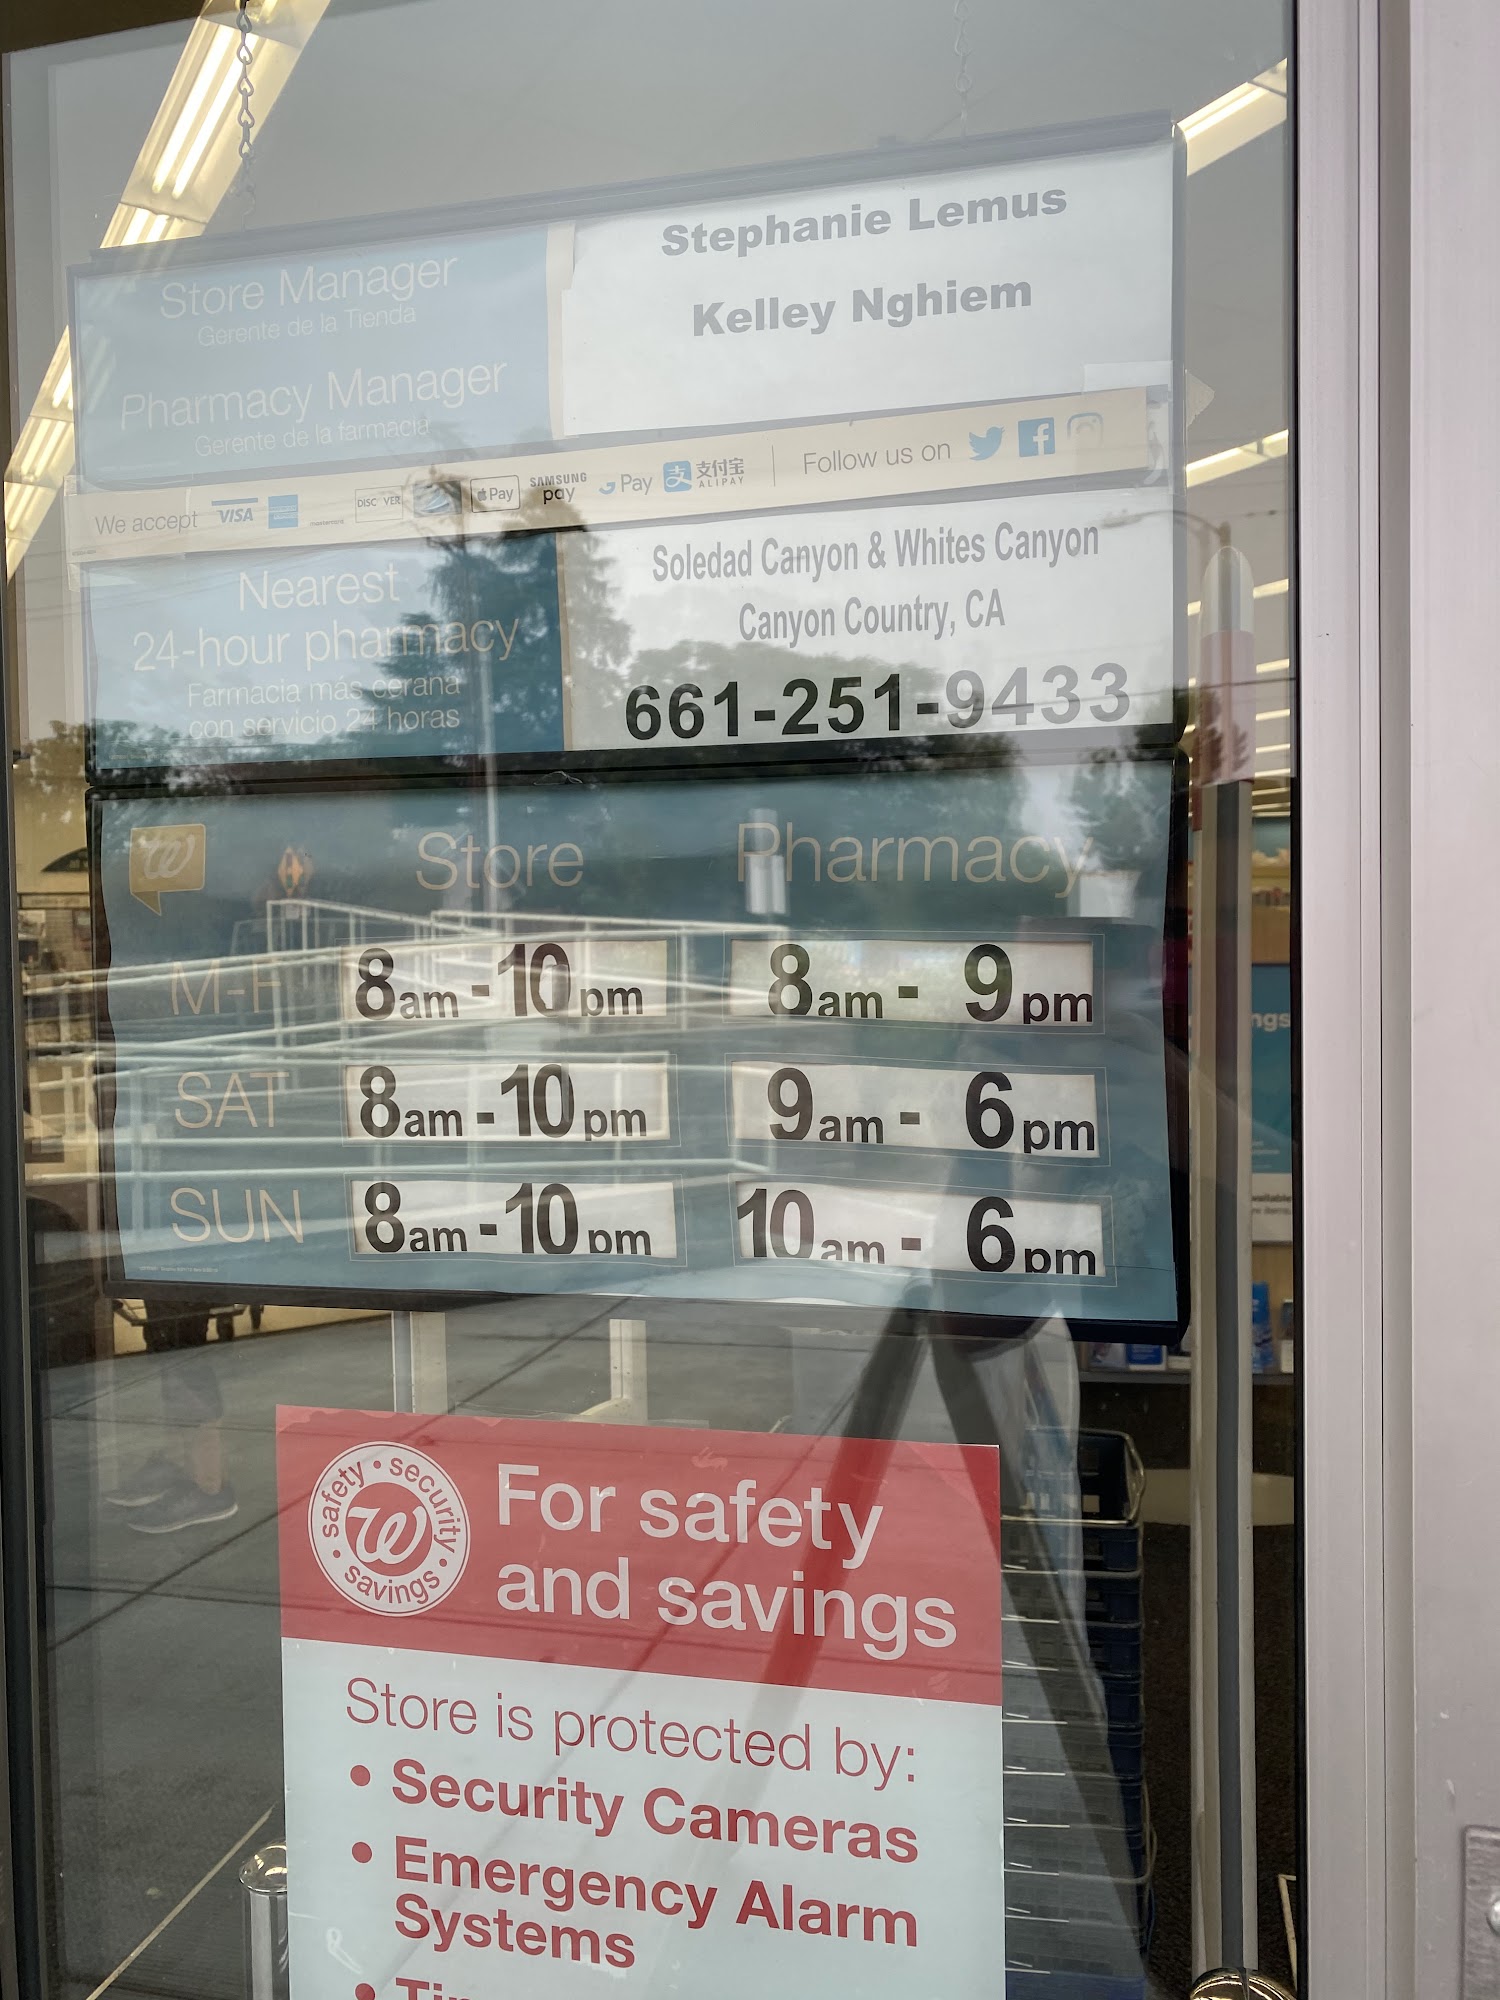 Stephanie Lemus
Kelley Nghiem
Store Manager
Gerente de la Tienda
Pharmacy Manager
Gerente de la farmacia
We accept VISA DISCOVER Pay SAMSUNG pay G Pay 支付宝 ALIPAY Follow us on
Nearest
24-hour pharmacy
Farmacia más cerana
con servicio 24 horas
Soledad Canyon & Whites Canyon
Canyon Country, CA
661-251-9433
Store Pharmacy
M-F 8am - 10pm 8am - 9pm
SAT 8am - 10pm 9am - 6pm
SUN 8am - 10pm 10am - 6pm
safety • security • savings •
For safety
and savings
Store is protected by:
• Security Cameras
• Emergency Alarm
Systems